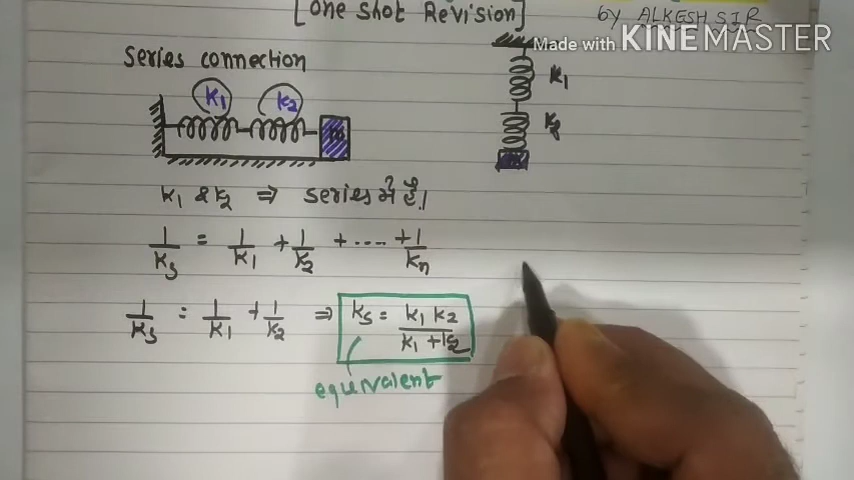 [One Shot Revision]
by ALKESH SIR
Made with KINEMASTER
Series connection
K1 K2
m
K1
K2
K1 & K2 ⇒ Series में है।
1/Ks = 1/K1 + 1/K2 + .... + 1/Kn
1/Ks = 1/K1 + 1/K2 ⇒ Ks = K1 K2 / K1 + K2
equivalent